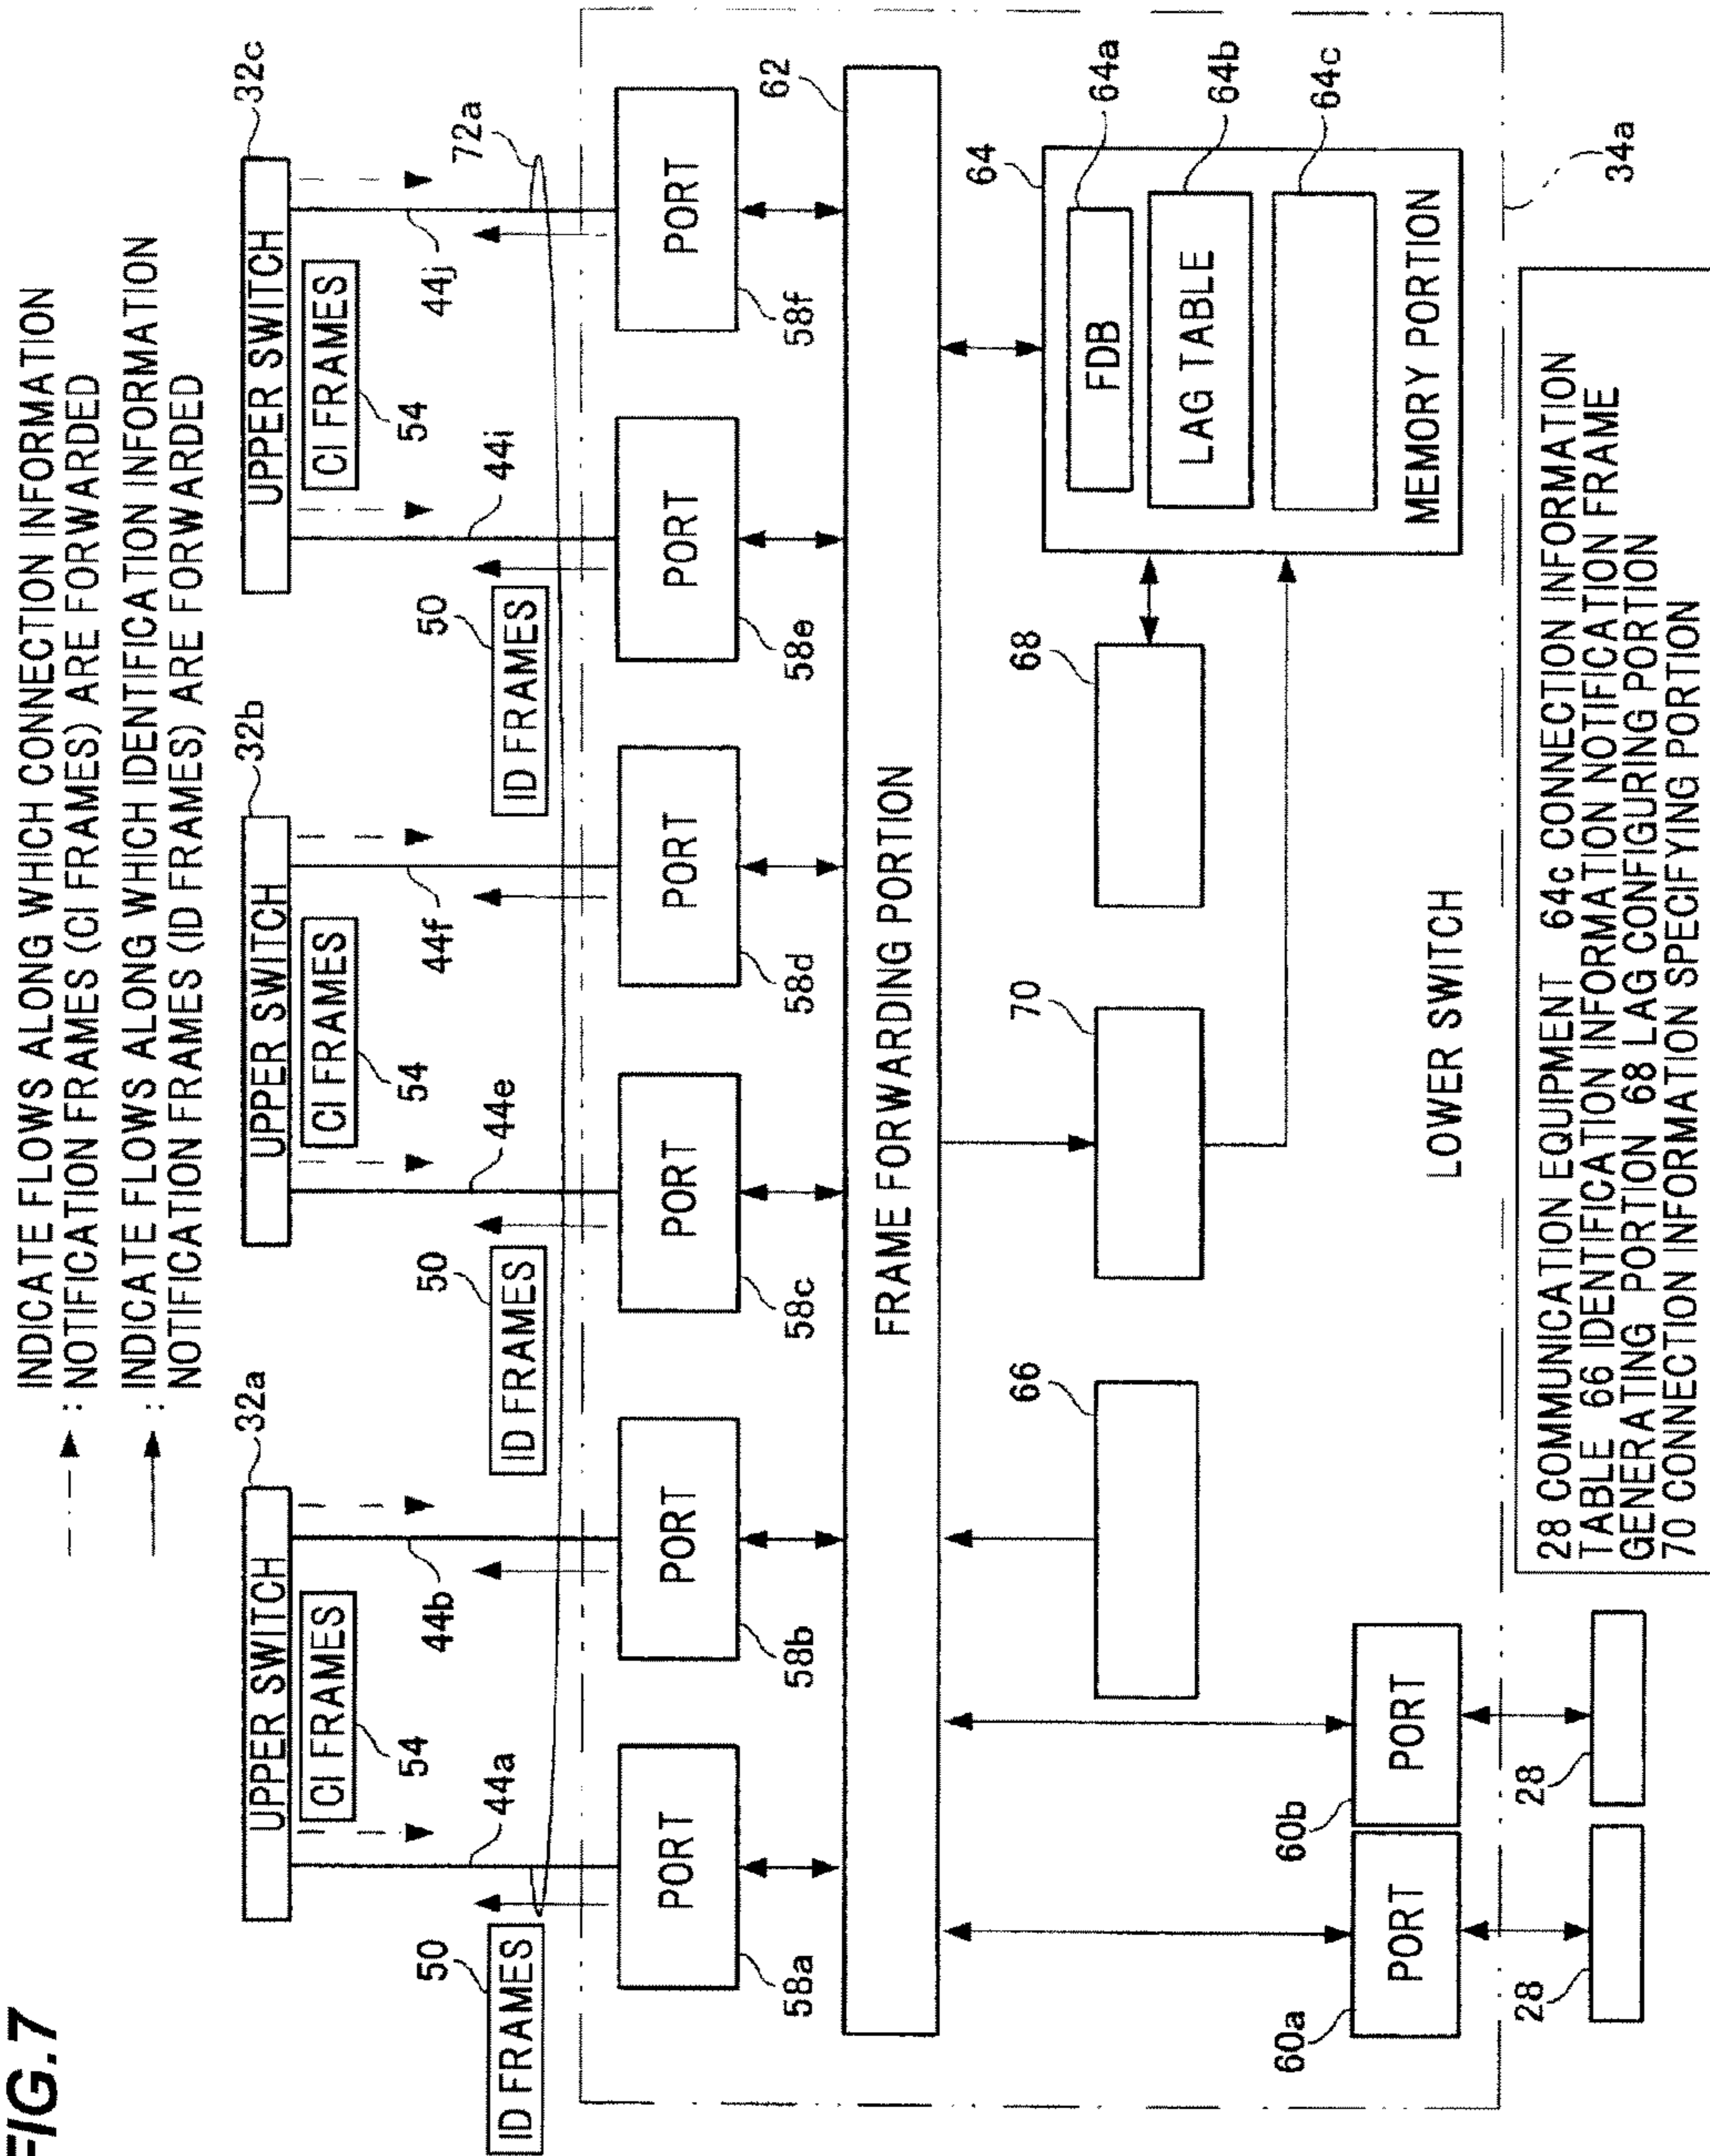 FIG.7
INDICATE FLOWS ALONG WHICH CONNECTION INFORMATION
: NOTIFICATION FRAMES (CI FRAMES) ARE FORWARDED
INDICATE FLOWS ALONG WHICH IDENTIFICATION INFORMATION
: NOTIFICATION FRAMES (ID FRAMES) ARE FORWARDED
32a
32b
32c
UPPER SWITCH
UPPER SWITCH
UPPER SWITCH
CI FRAMES
CI FRAMES
CI FRAMES
54
54
54
44a
44b
44e
44f
44i
44j
72a
50
50
50
ID FRAMES
ID FRAMES
ID FRAMES
PORT
PORT
PORT
PORT
PORT
PORT
58a
58b
58c
58d
58e
58f
62
FRAME FORWARDING PORTION
66
70
68
64
64a
64b
64c
FDB
LAG TABLE
MEMORY PORTION
60a
60b
PORT
PORT
LOWER SWITCH
34a
28
28
28 COMMUNICATION EQUIPMENT 64c CONNECTION INFORMATION
TABLE 66 IDENTIFICATION INFORMATION NOTIFICATION FRAME
GENERATING PORTION 68 LAG CONFIGURING PORTION
70 CONNECTION INFORMATION SPECIFYING PORTION